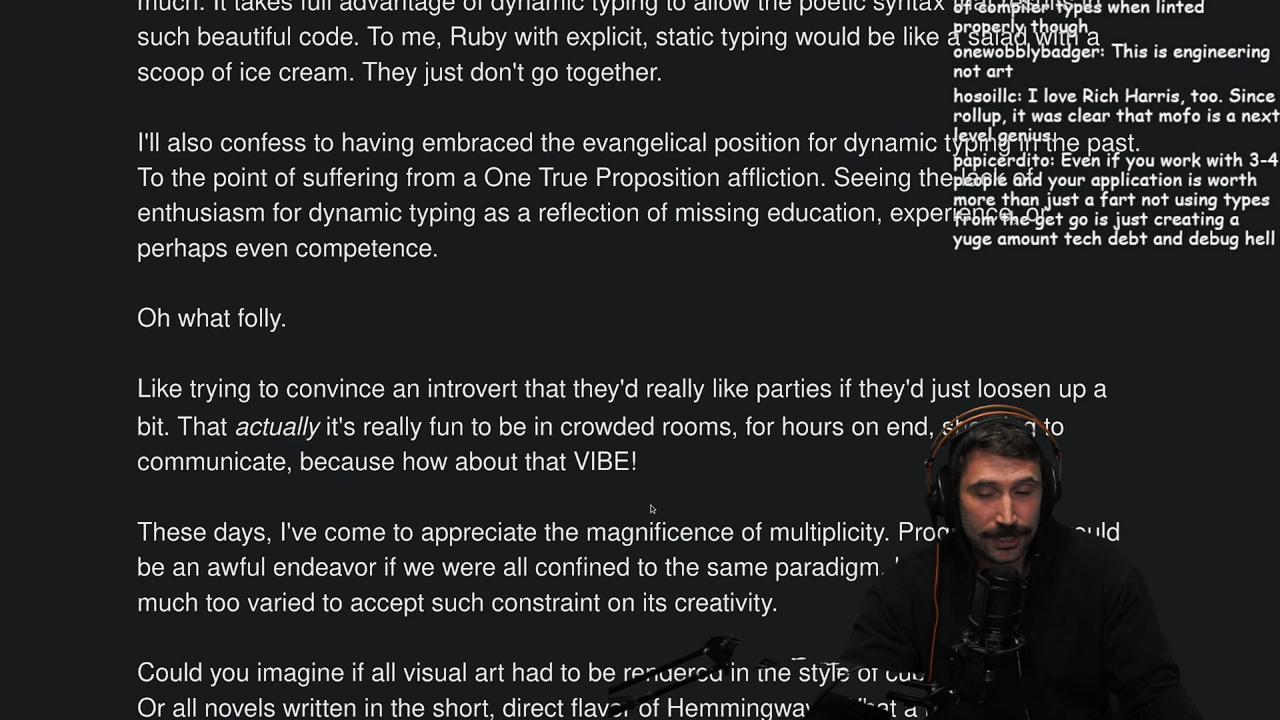 much. It takes full advantage of dynamic typing to allow the poetic syntax that results in
such beautiful code. To me, Ruby with explicit, static typing would be like a salad with a
scoop of ice cream. They just don't go together.
I'll also confess to having embraced the evangelical position for dynamic typing in the past.
To the point of suffering from a One True Proposition affliction. Seeing the lack of
enthusiasm for dynamic typing as a reflection of missing education, experience, or
perhaps even competence.
Oh what folly.
Like trying to convince an introvert that they'd really like parties if they'd just loosen up a
bit. That actually it's really fun to be in crowded rooms, for hours on end, to
communicate, because how about that VIBE!
These days, I've come to appreciate the magnificence of multiplicity.
be an awful endeavor if we were all confined to the same paradigm.
much too varied to accept such constraint on its creativity.
Could you imagine if all visual art had to be rendered in the style of
Or all novels written in the short, direct flavor of Hemmingway
of compiler types when linted
properly though
onewobblybadger: This is engineering
not art
hosoillc: I love Rich Harris, too. Since
rollup, it was clear that mofo is a next
level genius
papicerdito: Even if you work with 3-4
people and your application is worth
more than just a fart not using types
from the get go is just creating a
yuge amount tech debt and debug hell